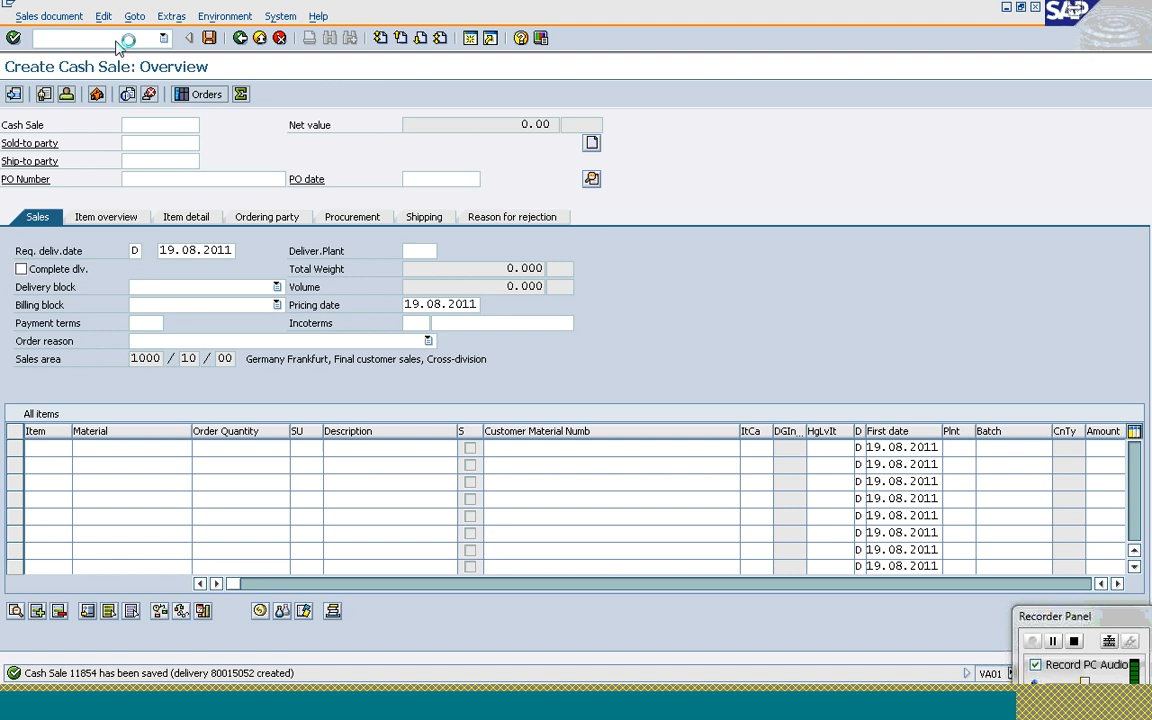 Sales document Edit Goto Extras Environment System Help
SAP
Create Cash Sale: Overview
Orders
Cash Sale Net value 0.00
Sold-to party
Ship-to party
PO Number PO date
Sales Item overview Item detail Ordering party Procurement Shipping Reason for rejection
Req. deliv.date D 19.08.2011 Deliver.Plant
Complete dlv. Total Weight 0.000
Delivery block Volume 0.000
Billing block Pricing date 19.08.2011
Payment terms Incoterms
Order reason
Sales area 1000 / 10 / 00 Germany Frankfurt, Final customer sales, Cross-division
All items
Item Material Order Quantity SU Description S Customer Material Numb ItCa DGIn... HgLvIt D First date Plnt Batch CnTy Amount
D 19.08.2011
D 19.08.2011
D 19.08.2011
D 19.08.2011
D 19.08.2011
D 19.08.2011
D 19.08.2011
D 19.08.2011
Recorder Panel
Record PC Audio
Cash Sale 11854 has been saved (delivery 80015052 created) VA01